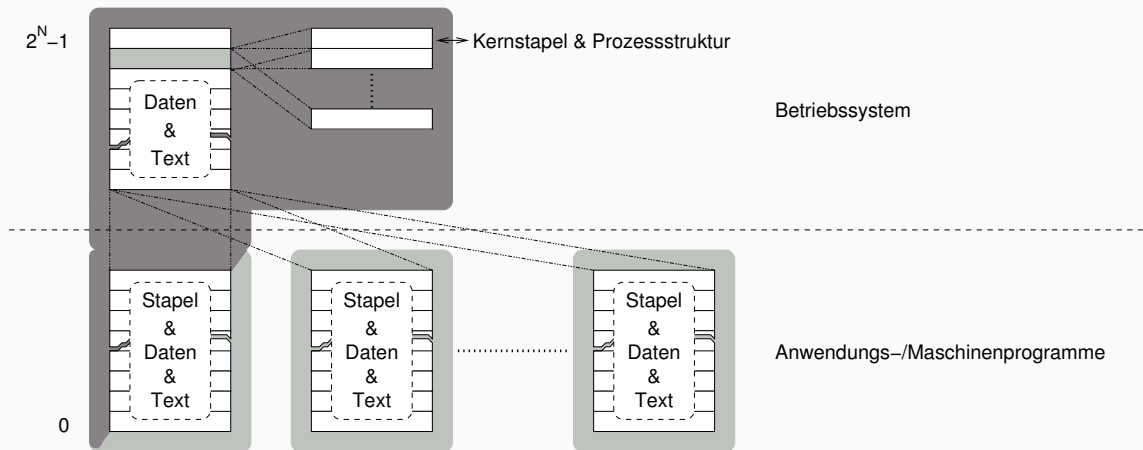 2^N−1
Kernstapel & Prozessstruktur
Daten
&
Text
Betriebssystem
Stapel
&
Daten
&
Text
Stapel
&
Daten
&
Text
Stapel
&
Daten
&
Text
Anwendungs−/Maschinenprogramme
0